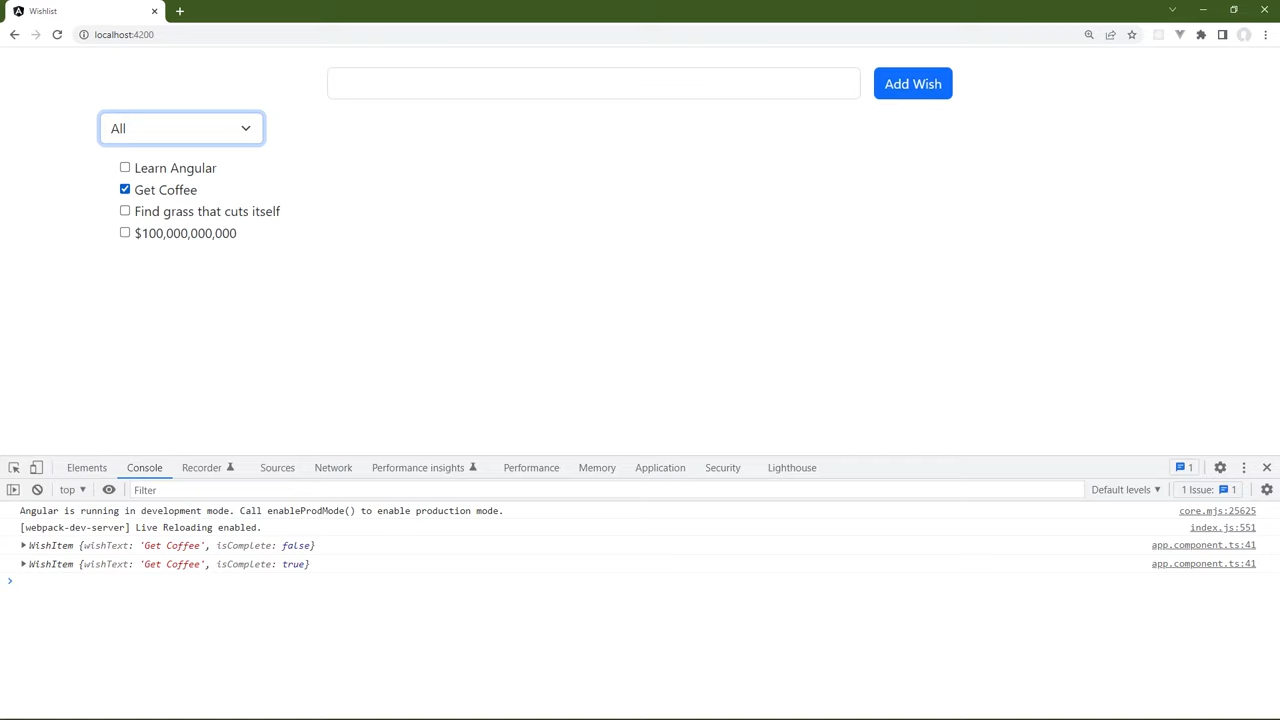 Wishlist
localhost:4200
Add Wish
All
Learn Angular
Get Coffee
Find grass that cuts itself
$100,000,000,000
Elements Console Recorder Sources Network Performance insights Performance Memory Application Security Lighthouse 1
top Filter Default levels 1 Issue: 1
Angular is running in development mode. Call enableProdMode() to enable production mode. core.mjs:25625
[webpack-dev-server] Live Reloading enabled. index.js:551
WishItem {wishText: 'Get Coffee', isComplete: false} app.component.ts:41
WishItem {wishText: 'Get Coffee', isComplete: true} app.component.ts:41